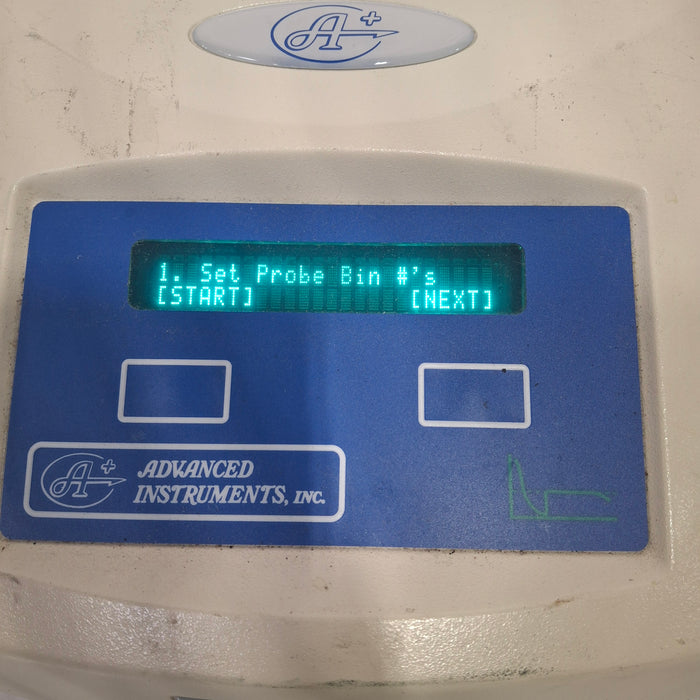 A+
1. Set Probe Bin #'s
[START] [NEXT]
A+
ADVANCED
INSTRUMENTS, INC.